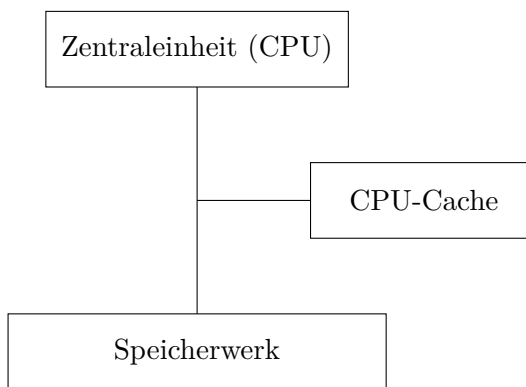 Zentraleinheit (CPU)
CPU-Cache
Speicherwerk